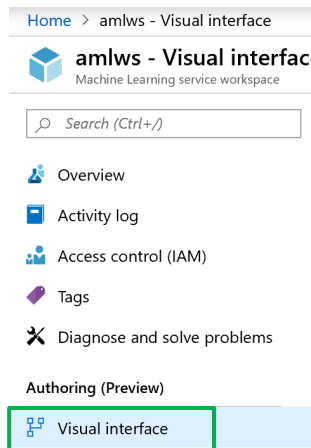 Home > amlws - Visual interface
amlws - Visual interfac
Machine Learning service workspace
Search (Ctrl+/)
Overview
Activity log
Access control (IAM)
Tags
Diagnose and solve problems
Authoring (Preview)
Visual interface